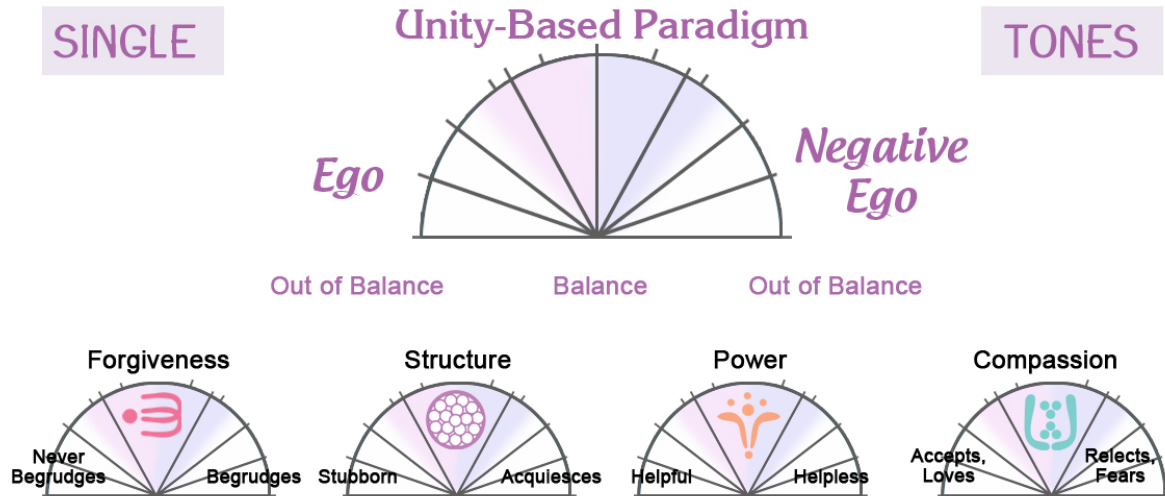 SINGLE
Unity-Based Paradigm
TONES
Ego
Negative
Ego
Out of Balance
Balance
Out of Balance
Forgiveness
Structure
Power
Compassion
Never
Begrudges
Begrudges
Stubborn
Acquiesces
Helpful
Helpless
Accepts,
Loves
Relects,
Fears